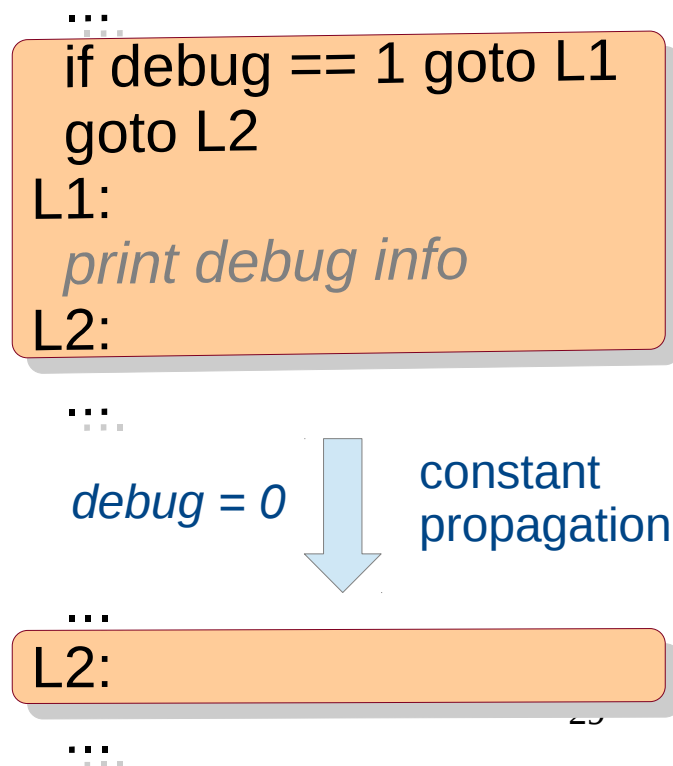 ...
if debug == 1 goto L1
goto L2
L1:
print debug info
L2:
...
debug = 0
constant
propagation
...
L2:
...